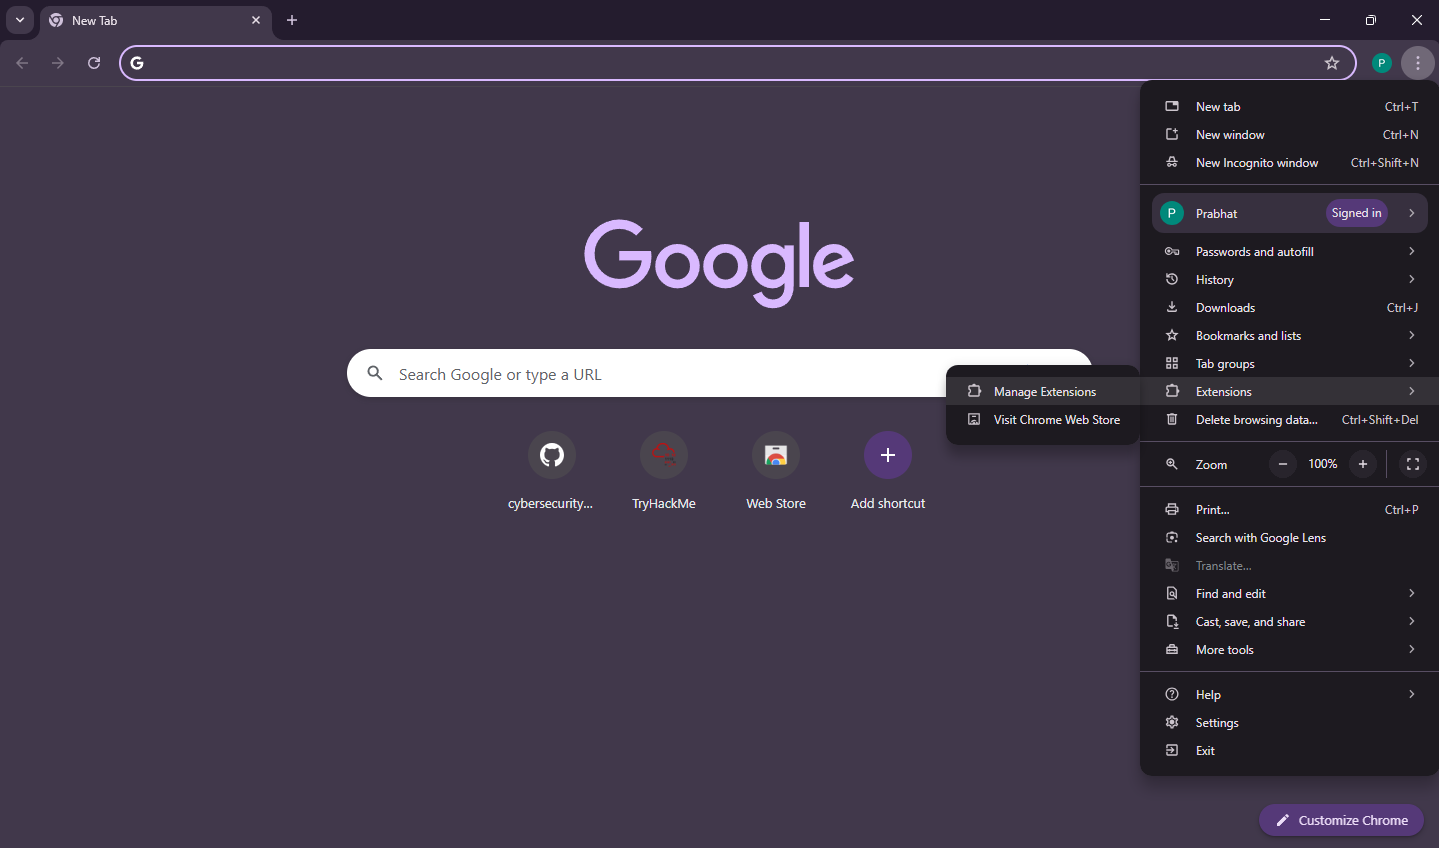 New Tab
G
P
New tab Ctrl+T
New window Ctrl+N
New Incognito window Ctrl+Shift+N
P Prabhat Signed in
Passwords and autofill
History
Downloads Ctrl+J
Bookmarks and lists
Tab groups
Extensions
Delete browsing data... Ctrl+Shift+Del
Zoom − 100% +
Print... Ctrl+P
Search with Google Lens
Translate...
Find and edit
Cast, save, and share
More tools
Help
Settings
Exit
Manage Extensions
Visit Chrome Web Store
Google
Search Google or type a URL
cybersecurity...
TryHackMe
Web Store
Add shortcut
Customize Chrome